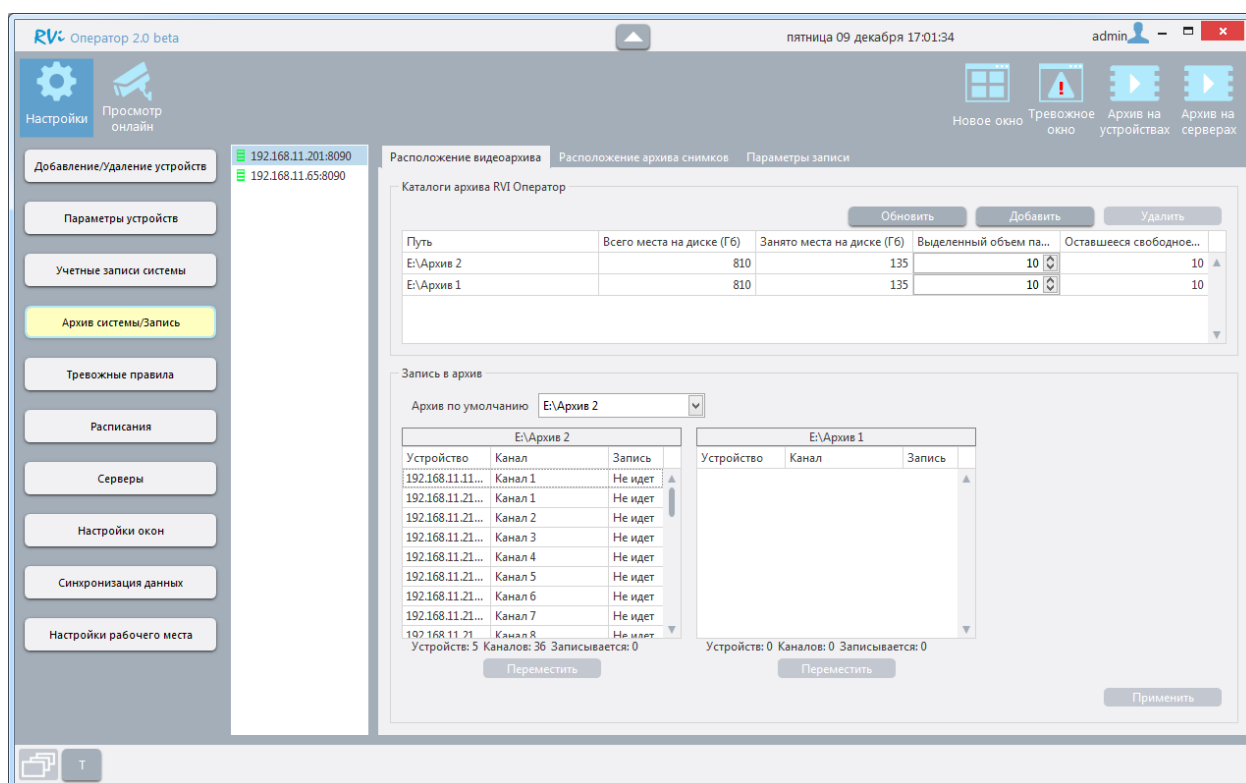 RVi Оператор 2.0 beta
пятница 09 декабря 17:01:34
admin
Настройки
Просмотр онлайн
Новое окно
Тревожное окно
Архив на устройствах
Архив на серверах
Добавление/Удаление устройств
Параметры устройств
Учетные записи системы
Архив системы/Запись
Тревожные правила
Расписания
Серверы
Настройки окон
Синхронизация данных
Настройки рабочего места
192.168.11.201:8090
192.168.11.65:8090
Расположение видеоархива Расположение архива снимков Параметры записи
Каталоги архива RVI Оператор
Обновить Добавить Удалить
Путь Всего места на диске (Гб) Занято места на диске (Гб) Выделенный объем па... Оставшееся свободное...
E:\Архив 2 810 135 10 10
E:\Архив 1 810 135 10 10
Запись в архив
Архив по умолчанию E:\Архив 2
E:\Архив 2
Устройство Канал Запись
192.168.11.11... Канал 1 Не идет
192.168.11.21... Канал 1 Не идет
192.168.11.21... Канал 2 Не идет
192.168.11.21... Канал 3 Не идет
192.168.11.21... Канал 4 Не идет
192.168.11.21... Канал 5 Не идет
192.168.11.21... Канал 6 Не идет
192.168.11.21... Канал 7 Не идет
192.168.11.21 Канал 8 Не идет
Устройств: 5 Каналов: 36 Записывается: 0
Переместить
E:\Архив 1
Устройство Канал Запись
Устройств: 0 Каналов: 0 Записывается: 0
Переместить
Применить
T